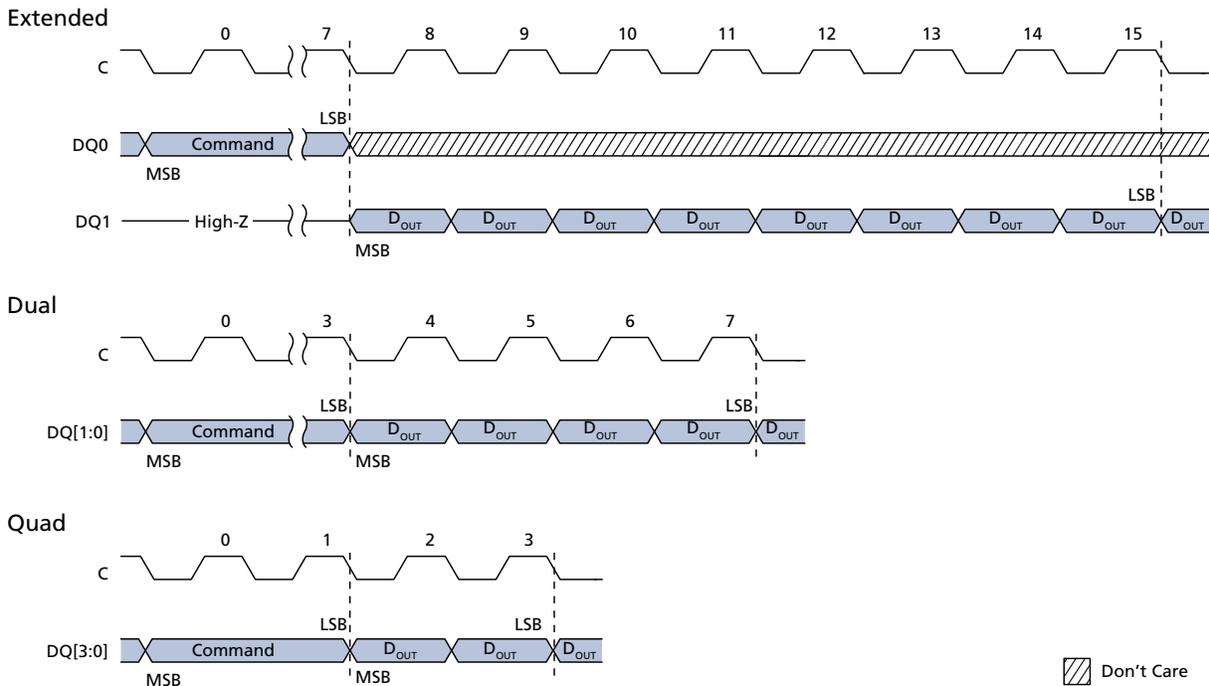 Extended
0 7 8 9 10 11 12 13 14 15
C
LSB
DQ0 Command
MSB
LSB
DQ1 High-Z DOUT DOUT DOUT DOUT DOUT DOUT DOUT DOUT DOUT
MSB
Dual
0 3 4 5 6 7
C
LSB LSB
DQ[1:0] Command DOUT DOUT DOUT DOUT DOUT
MSB MSB
Quad
0 1 2 3
C
LSB LSB
DQ[3:0] Command DOUT DOUT DOUT
MSB MSB
Don’t Care